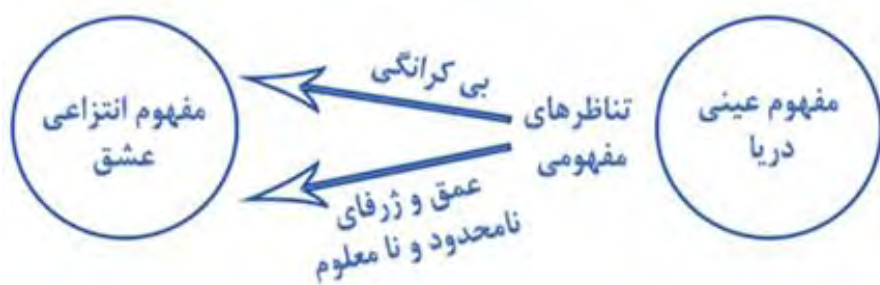 مفهوم عینی
دریا
تناظرهای
مفهومی
بی کرانگی
عمق و ژرفای
نامحدود و نا معلوم
مفهوم انتزاعی
عشق